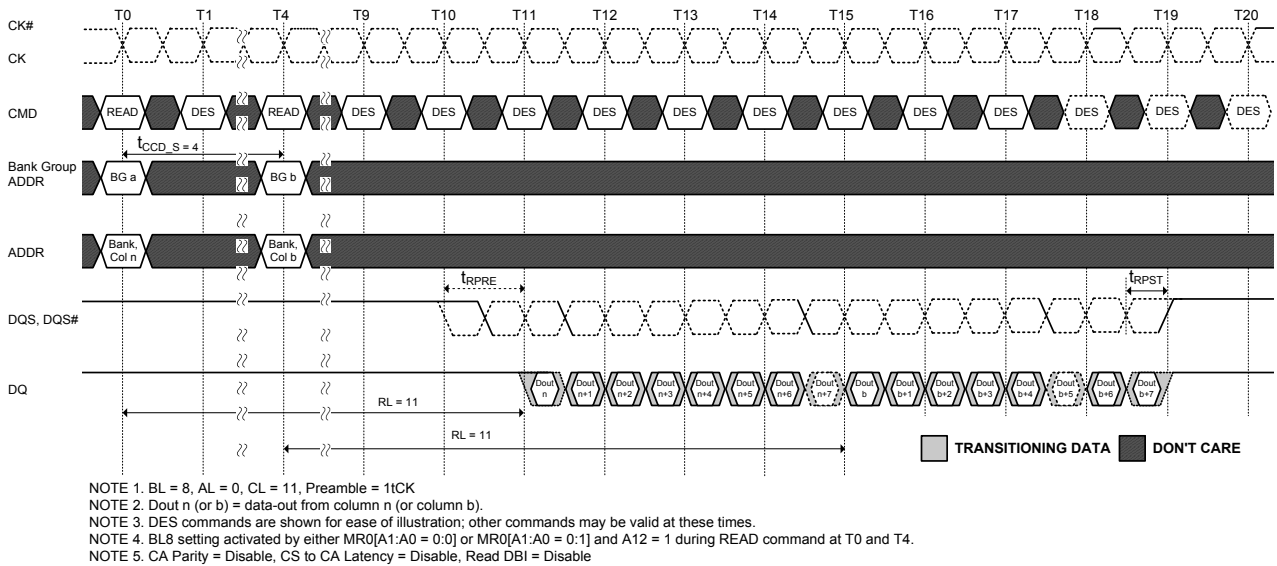 T0 T1 T4 T9 T10 T11 T12 T13 T14 T15 T16 T17 T18 T19 T20
CK#
CK
CMD READ DES READ DES DES DES DES DES DES DES DES DES DES DES DES
tCCD_S = 4
Bank Group
ADDR
BG a BG b
ADDR
Bank,
Col n
Bank,
Col b
tRPRE tRPST
DQS, DQS#
DQ
Dout
n
Dout
n+1
Dout
n+2
Dout
n+3
Dout
n+4
Dout
n+5
Dout
n+6
Dout
n+7
Dout
b
Dout
b+1
Dout
b+2
Dout
b+3
Dout
b+4
Dout
b+5
Dout
b+6
Dout
b+7
RL = 11
RL = 11
TRANSITIONING DATA DON'T CARE
NOTE 1. BL = 8, AL = 0, CL = 11, Preamble = 1tCK
NOTE 2. Dout n (or b) = data-out from column n (or column b).
NOTE 3. DES commands are shown for ease of illustration; other commands may be valid at these times.
NOTE 4. BL8 setting activated by either MR0[A1:A0 = 0:0] or MR0[A1:A0 = 0:1] and A12 = 1 during READ command at T0 and T4.
NOTE 5. CA Parity = Disable, CS to CA Latency = Disable, Read DBI = Disable